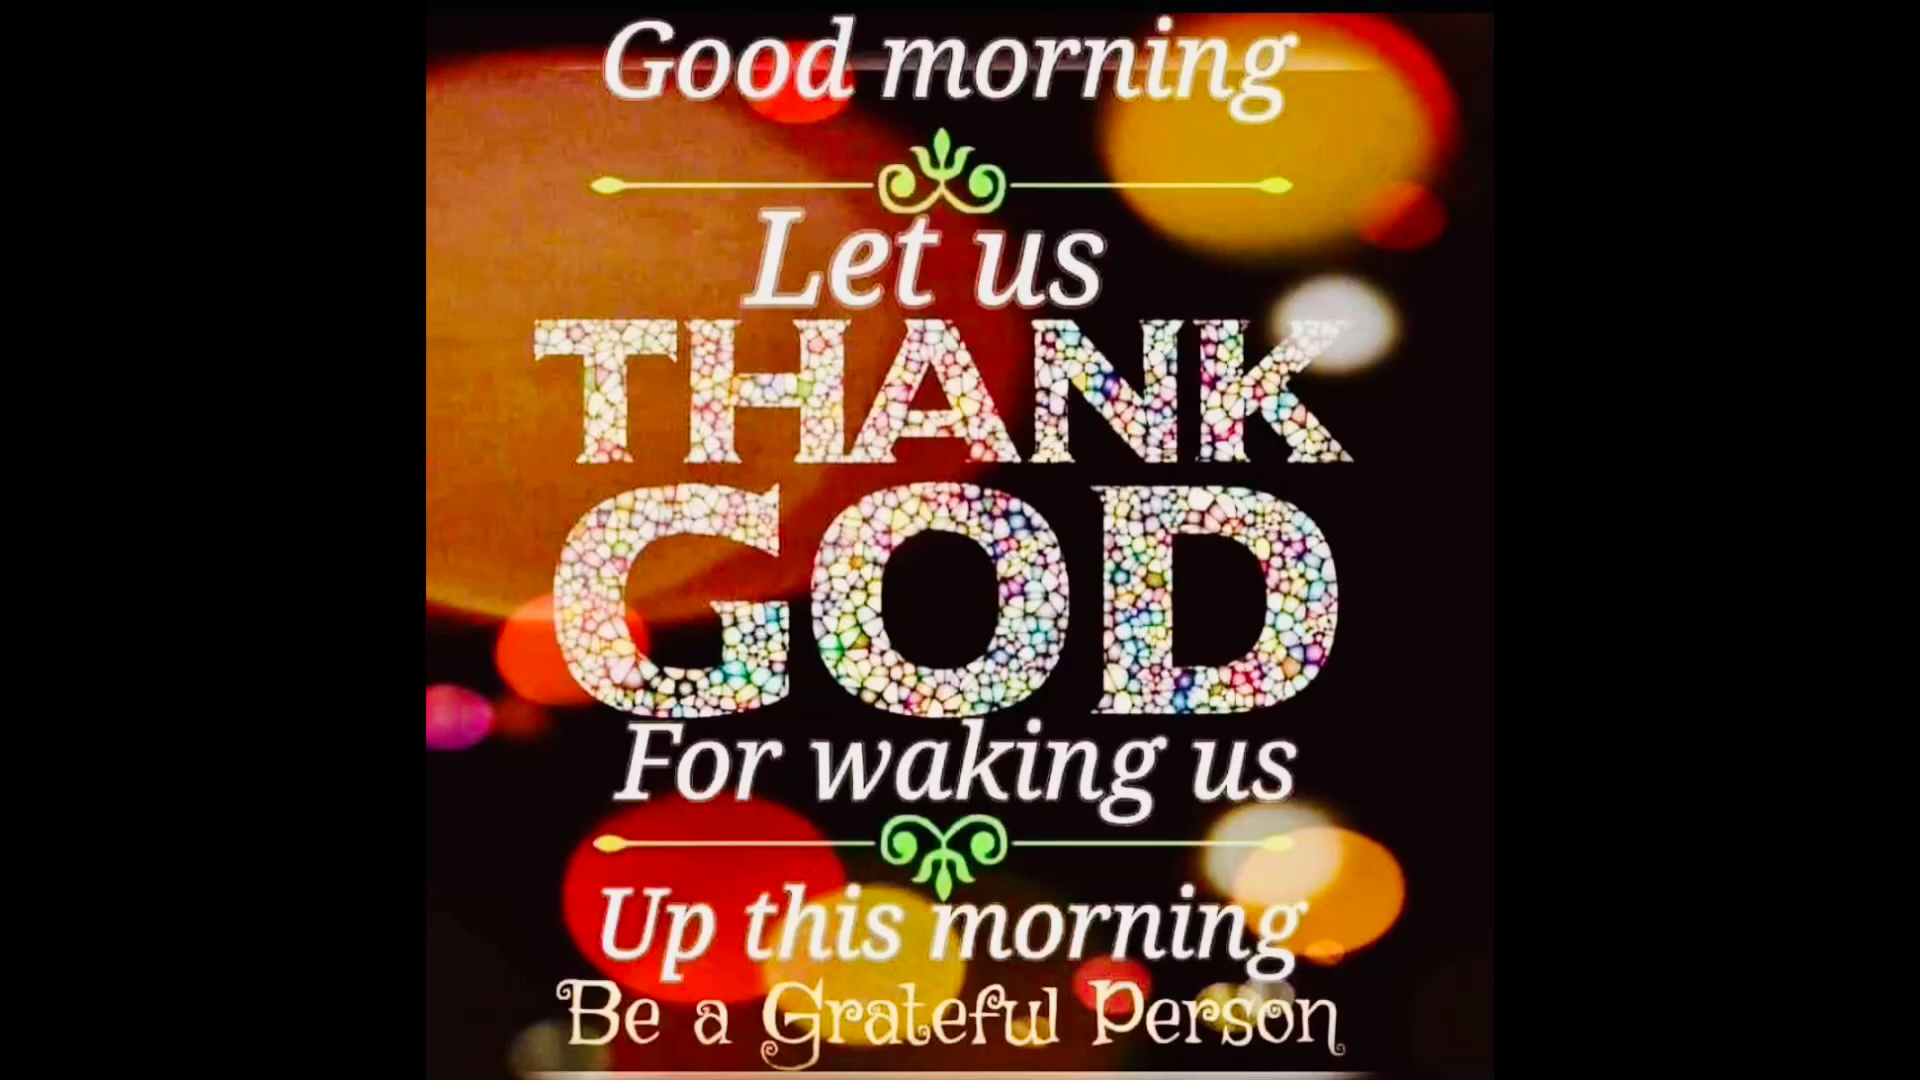 Good morning
Let us
THANK
GOD
For waking us
Up this morning
Be a Grateful Person